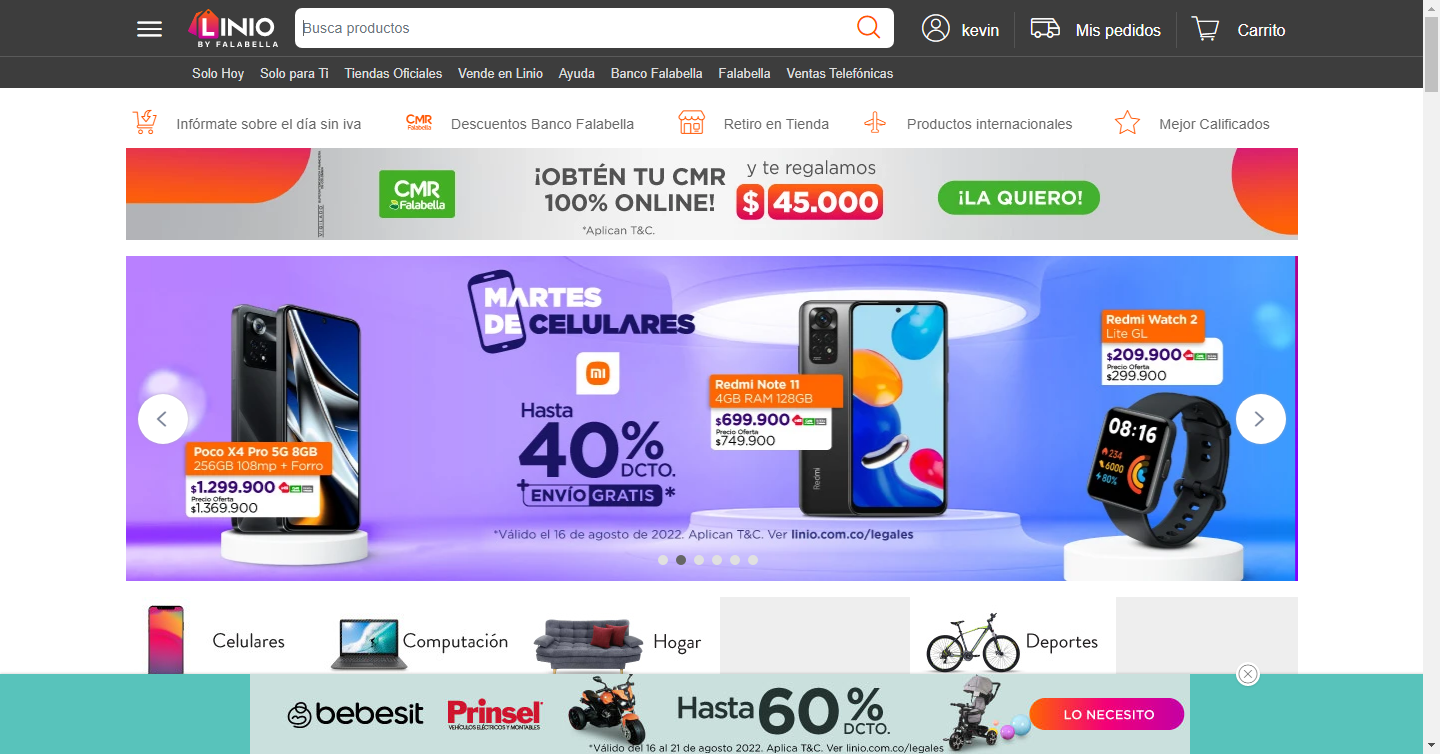 LINIO
BY FALABELLA
Busca productos
kevin
Mis pedidos
Carrito
Solo Hoy
Solo para Ti
Tiendas Oficiales
Vende en Linio
Ayuda
Banco Falabella
Falabella
Ventas Telefónicas
CMR
Falabella
Infórmate sobre el día sin iva
Descuentos Banco Falabella
Retiro en Tienda
Productos internacionales
Mejor Calificados
CMR
Falabella
¡OBTÉN TU CMR
100% ONLINE!
y te regalamos
$ 45.000
*Aplican T&C.
¡LA QUIERO!
MARTES
DE CELULARES
Hasta
40%
DCTO.
+ENVÍO GRATIS*
Poco X4 Pro 5G 8GB
256GB 108mp + Forro
$1.299.900
Precio Oferta
$1.369.900
Redmi Note 11
4GB RAM 128GB
$699.900
Precio Oferta
$749.900
Redmi
Redmi Watch 2
Lite GL
$209.900
Precio Oferta
$299.900
08:16
234
6000
80%
*Válido el 16 de agosto de 2022. Aplican T&C. Ver linio.com.co/legales
Celulares
Computación
Hogar
Deportes
bebesit
Prinsel
VEHÍCULOS ELÉCTRICOS Y MONTABLES
Hasta 60%
DCTO.
LO NECESITO
*Válido del 16 al 21 de agosto 2022. Aplica T&C. Ver linio.com.co/legales